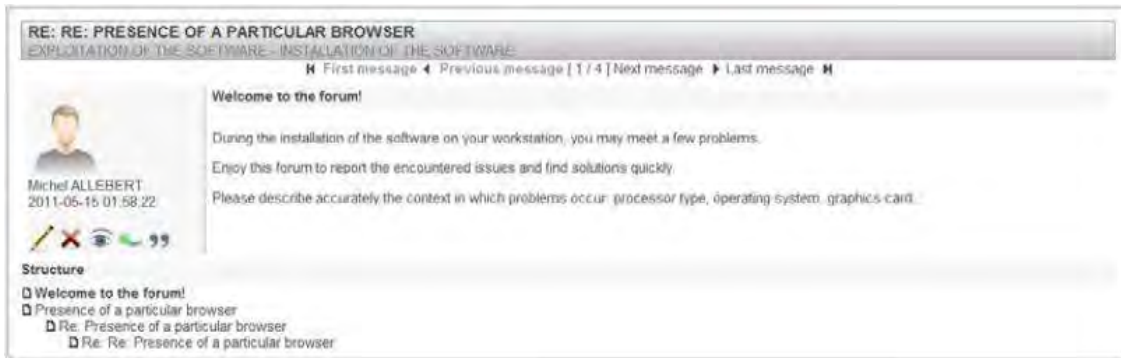 RE: RE: PRESENCE OF A PARTICULAR BROWSER
EXPLOITATION OF THE SOFTWARE - INSTALLATION OF THE SOFTWARE
First message Previous message [ 1 / 4 ] Next message Last message
Welcome to the forum!
During the installation of the software on your workstation, you may meet a few problems.
Enjoy this forum to report the encountered issues and find solutions quickly.
Please describe accurately the context in which problems occur: processor type, operating system, graphics card.
Michel ALLEBERT
2011-05-15 01:58:22
Structure
Welcome to the forum!
Presence of a particular browser
Re: Presence of a particular browser
Re: Re: Presence of a particular browser